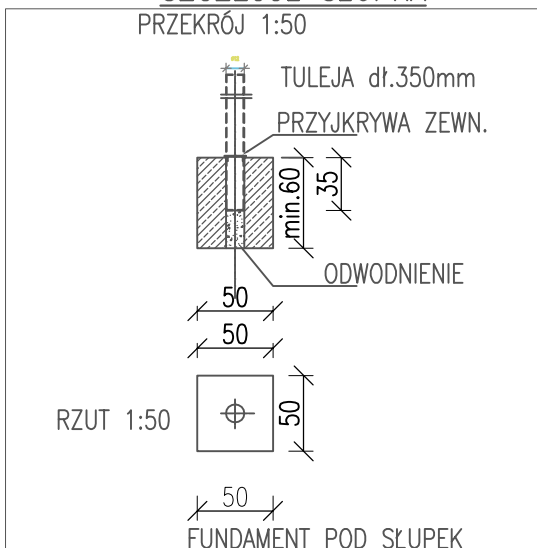 PRZEKRÓJ 1:50
TULEJA dł.350mm
PRZYJKRYWA ZEWN.
min.60
35
ODWODNIENIE
50
50
RZUT 1:50
50
50
FUNDAMENT POD SŁUPEK